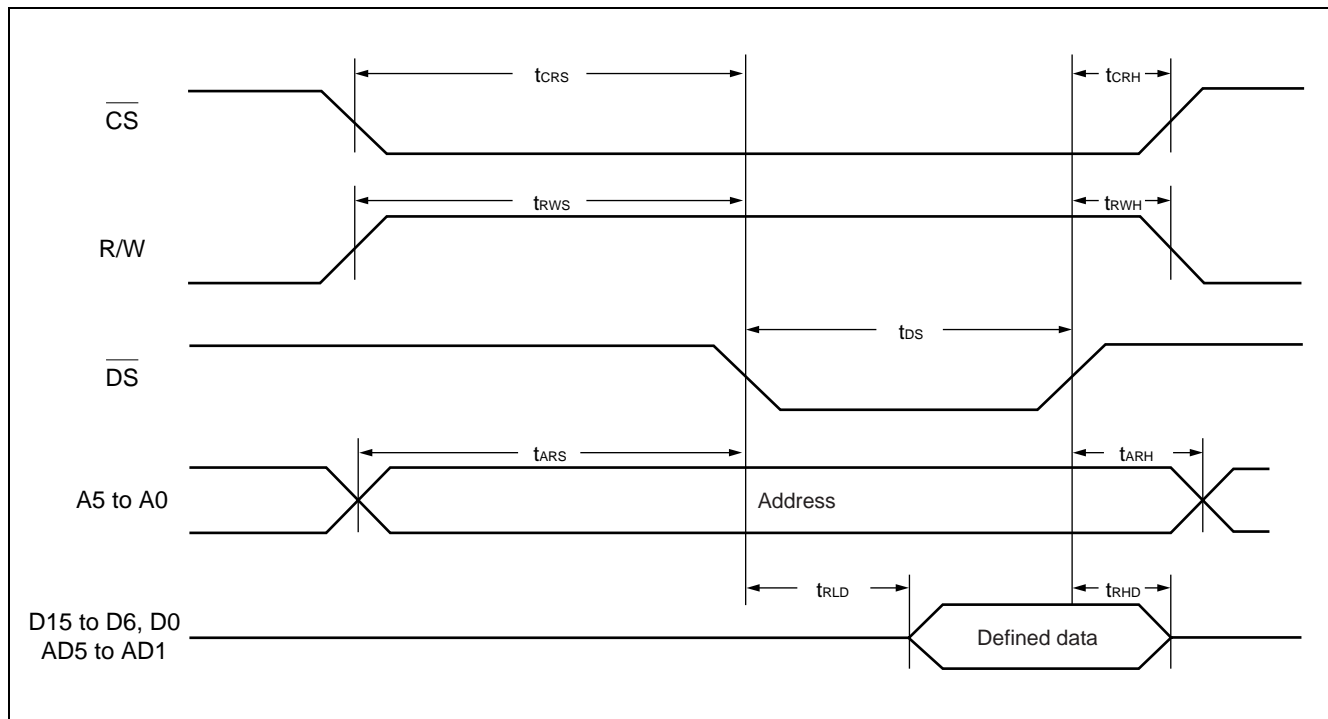 tCRS
tCRH
CS
tRWS
tRWH
R/W
tDS
DS
tARS
tARH
A5 to A0
Address
tRLD
tRHD
D15 to D6, D0
AD5 to AD1
Defined data